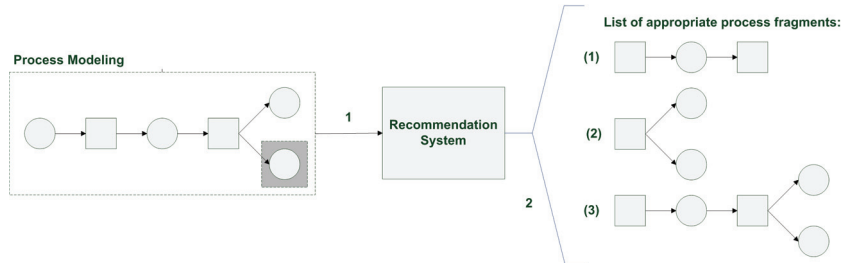 List of appropriate process fragments:
Process Modeling
(1)
1
Recommendation
System
(2)
2
(3)